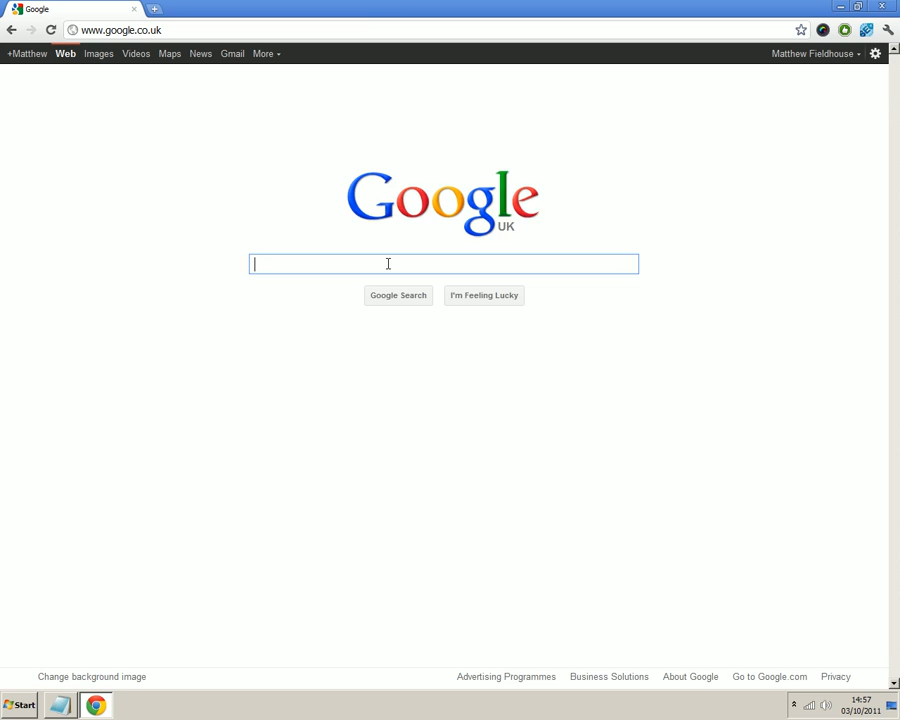 Google
www.google.co.uk
+Matthew Web Images Videos Maps News Gmail More Matthew Fieldhouse
Google
UK
Google Search I'm Feeling Lucky
Change background image Advertising Programmes Business Solutions About Google Go to Google.com Privacy
Start 14:57
03/10/2011